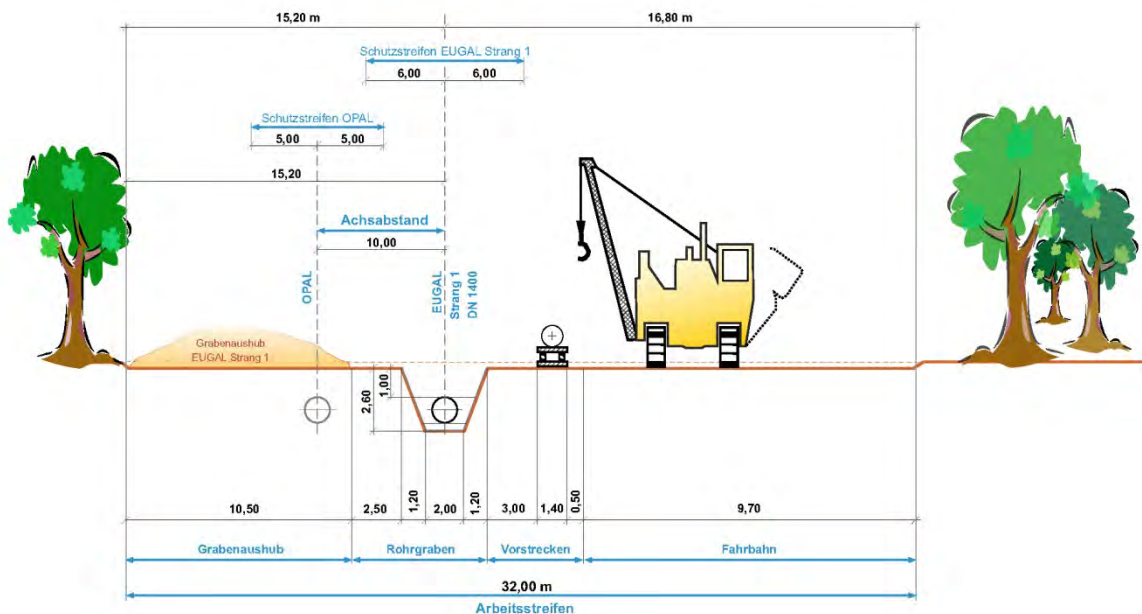 15,20 m
16,80 m
Schutzstreifen EUGAL Strang 1
6,00
6,00
Schutzstreifen OPAL
5,00
5,00
15,20
Achsabstand
10,00
OPAL
EUGAL
Strang 1
DN 1400
Grabenaushub
EUGAL Strang 1
1,00
2,60
10,50
2,50
1,20
2,00
1,20
3,00
1,40
0,50
9,70
Grabenaushub
Rohrgraben
Vorstrecken
Fahrbahn
32,00 m
Arbeitsstreifen